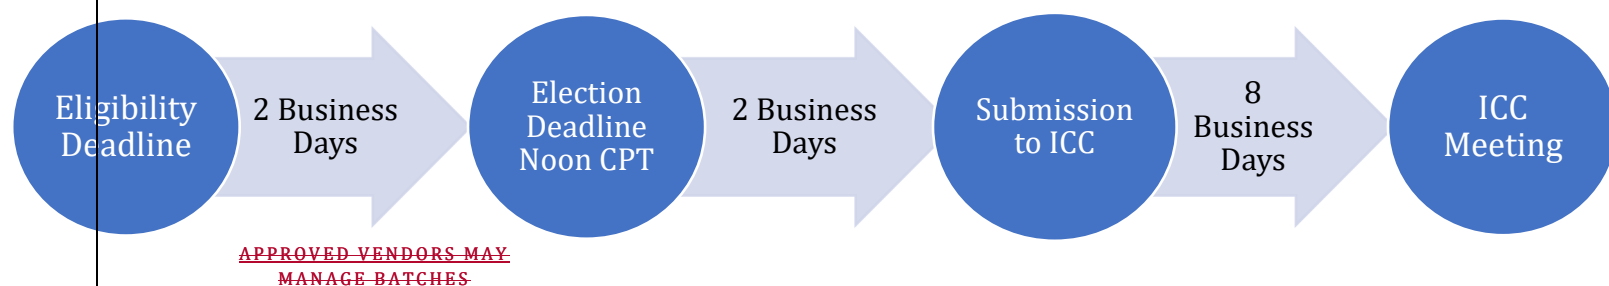 Eligibility
Deadline
2 Business
Days
Election
Deadline
Noon CPT
2 Business
Days
Submission
to ICC
8
Business
Days
ICC
Meeting
APPROVED VENDORS MAY
MANAGE BATCHES